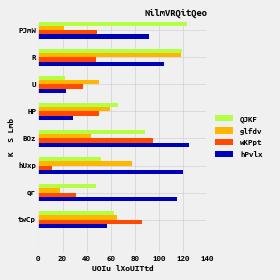 NilmVRQitQeo
PJmW
R
U
HP
BOz
hUxp
qr
twCp
K S Lmb
0 20 40 60 80 100 120 140
UOIu lXoUITtd
QJKF
glfdv
wKPpt
hPvlx